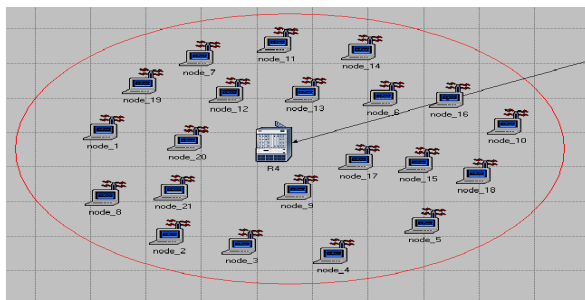 node_11
node_14
node_7
node_19
node_12
node_13
node_6
node_16
node_1
node_20
node_10
R4
node_17
node_15
node_18
node_8
node_21
node_9
node_2
node_3
node_4
node_5